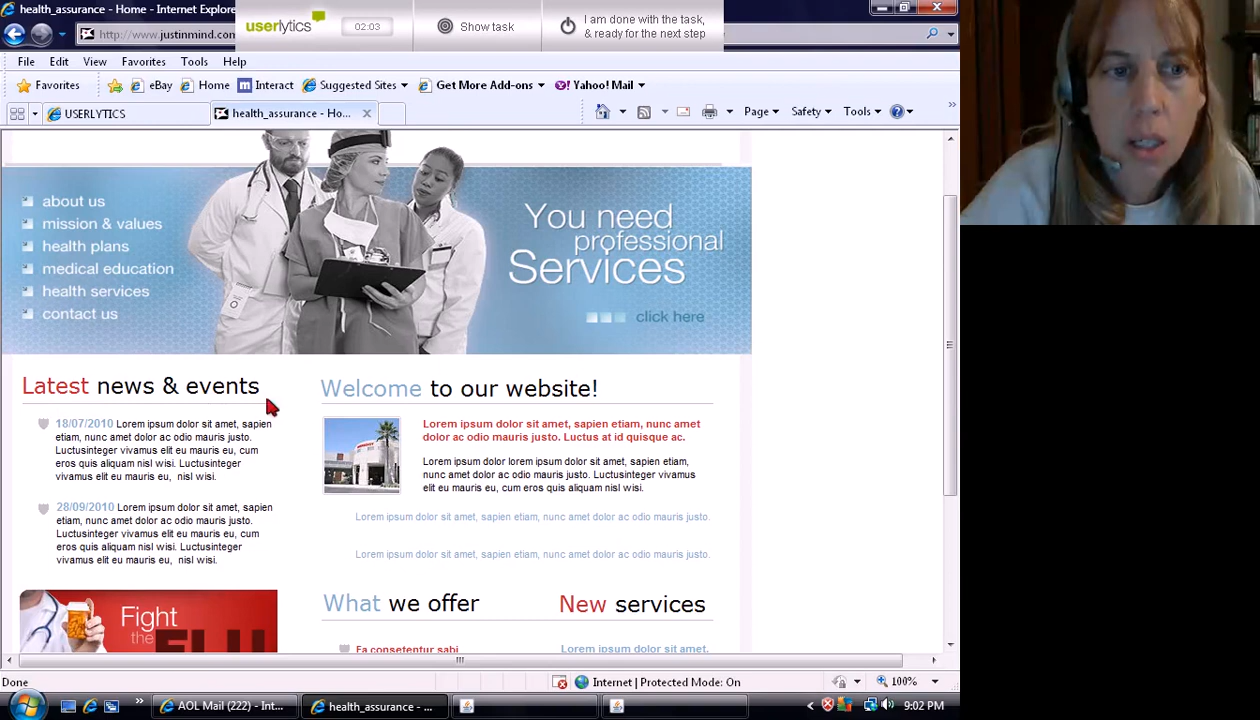 health_assurance - Home - Internet Explore
userlytics
02:03
Show task
I am done with the task,
& ready for the next step
http://www.justinmind.com
File Edit View Favorites Tools Help
Favorites eBay Home Interact Suggested Sites Get More Add-ons Yahoo! Mail
USERLYTICS
health_assurance - Ho...
Page Safety Tools
about us
mission & values
health plans
medical education
health services
contact us
You need
professional
Services
click here
Latest news & events
18/07/2010 Lorem ipsum dolor sit amet, sapien
etiam, nunc amet dolor ac odio mauris justo.
Luctusinteger vivamus elit eu mauris eu, cum
eros quis aliquam nisl wisi. Luctusinteger
vivamus elit eu mauris eu, nisl wisi.
28/09/2010 Lorem ipsum dolor sit amet, sapien
etiam, nunc amet dolor ac odio mauris justo.
Luctusinteger vivamus elit eu mauris eu, cum
eros quis aliquam nisl wisi. Luctusinteger
vivamus elit eu mauris eu, nisl wisi.
Fight
the
FLU
Welcome to our website!
Lorem ipsum dolor sit amet, sapien etiam, nunc amet
dolor ac odio mauris justo. Luctus at id quisque ac.
Lorem ipsum dolor lorem ipsum dolor sit amet, sapien etiam,
nunc amet dolor ac odio mauris justo. Luctusinteger vivamus
elit eu mauris eu, cum eros quis aliquam nisl wisi.
Lorem ipsum dolor sit amet, sapien etiam, nunc amet dolor ac odio mauris justo.
Lorem ipsum dolor sit amet, sapien etiam, nunc amet dolor ac odio mauris justo.
What we offer
New services
Ea consetentur sabi
Lorem ipsum dolor sit amet,
Done
Internet | Protected Mode: On
100%
AOL Mail (222) - Int...
health_assurance - ...
9:02 PM